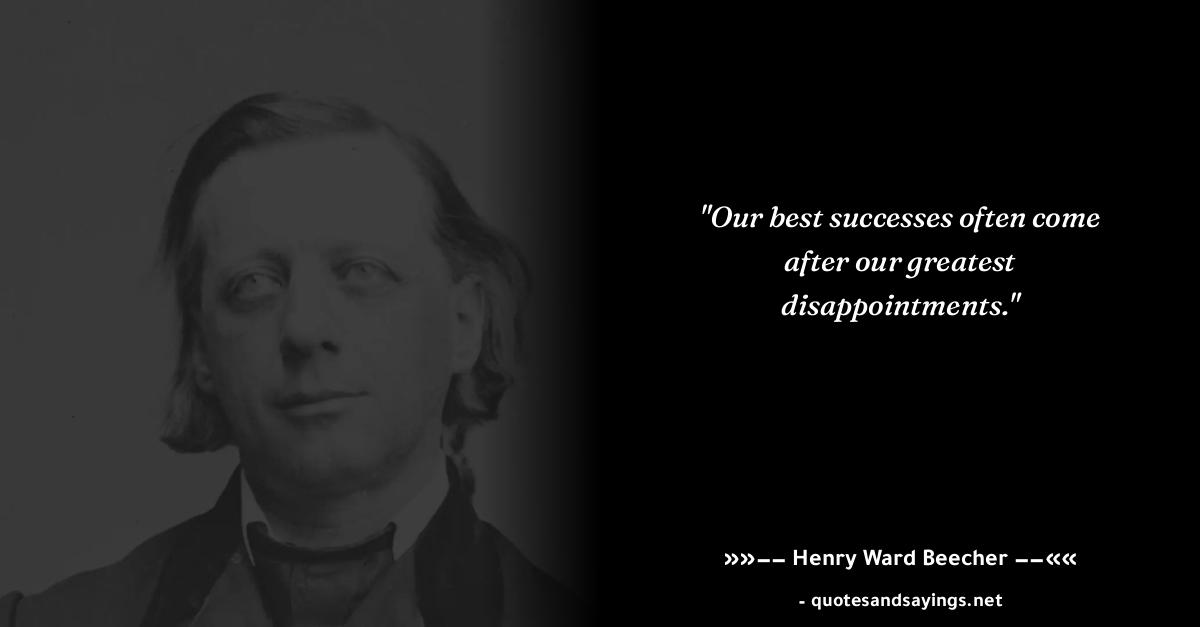 "Our best successes often come
after our greatest
disappointments."
»»–– Henry Ward Beecher ––««
- quotesandsayings.net